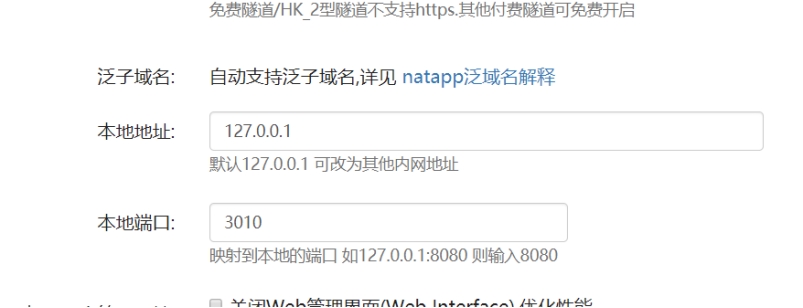 免费隧道/HK_2型隧道不支持https.其他付费隧道可免费开启
泛子域名: 自动支持泛子域名,详见 natapp泛域名解释
本地地址: 127.0.0.1
默认127.0.0.1 可改为其他内网地址
本地端口: 3010
映射到本地的端口 如127.0.0.1:8080 则输入8080
关闭Web管理界面(Web Interface) 优化性能